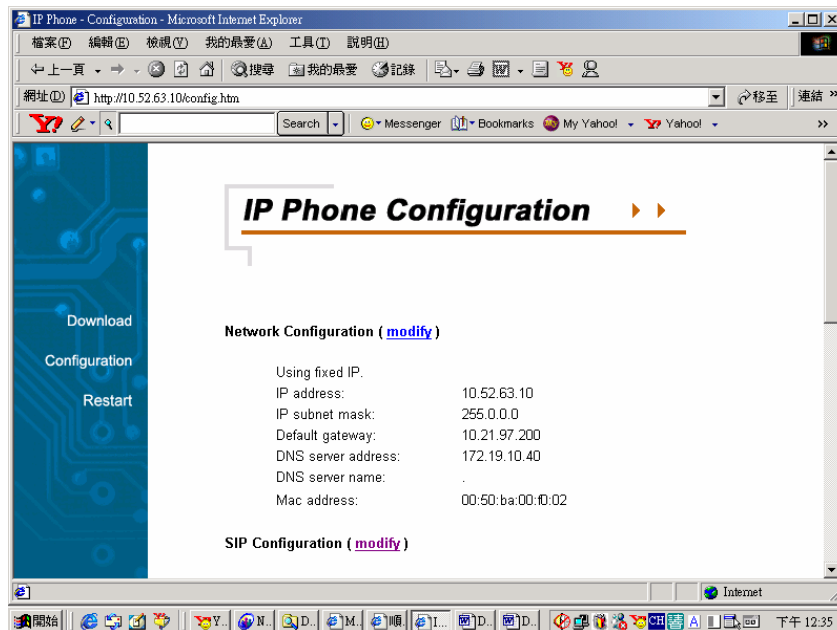 IP Phone - Configuration - Microsoft Internet Explorer
檔案(F) 編輯(E) 檢視(V) 我的最愛(A) 工具(T) 說明(H)
上一頁 搜尋 我的最愛 記錄
網址(D) http://10.52.63.10/config.htm 移至 連結 »
Y! Search Messenger Bookmarks My Yahoo! Yahoo! »
IP Phone Configuration
Download
Configuration
Restart
Network Configuration ( modify )
Using fixed IP.
IP address: 10.52.63.10
IP subnet mask: 255.0.0.0
Default gateway: 10.21.97.200
DNS server address: 172.19.10.40
DNS server name: .
Mac address: 00:50:ba:00:f0:02
SIP Configuration ( modify )
Internet
開始 Y.. N.. D.. M.. 順.. I... D.. D.. CH A 下午 12:35